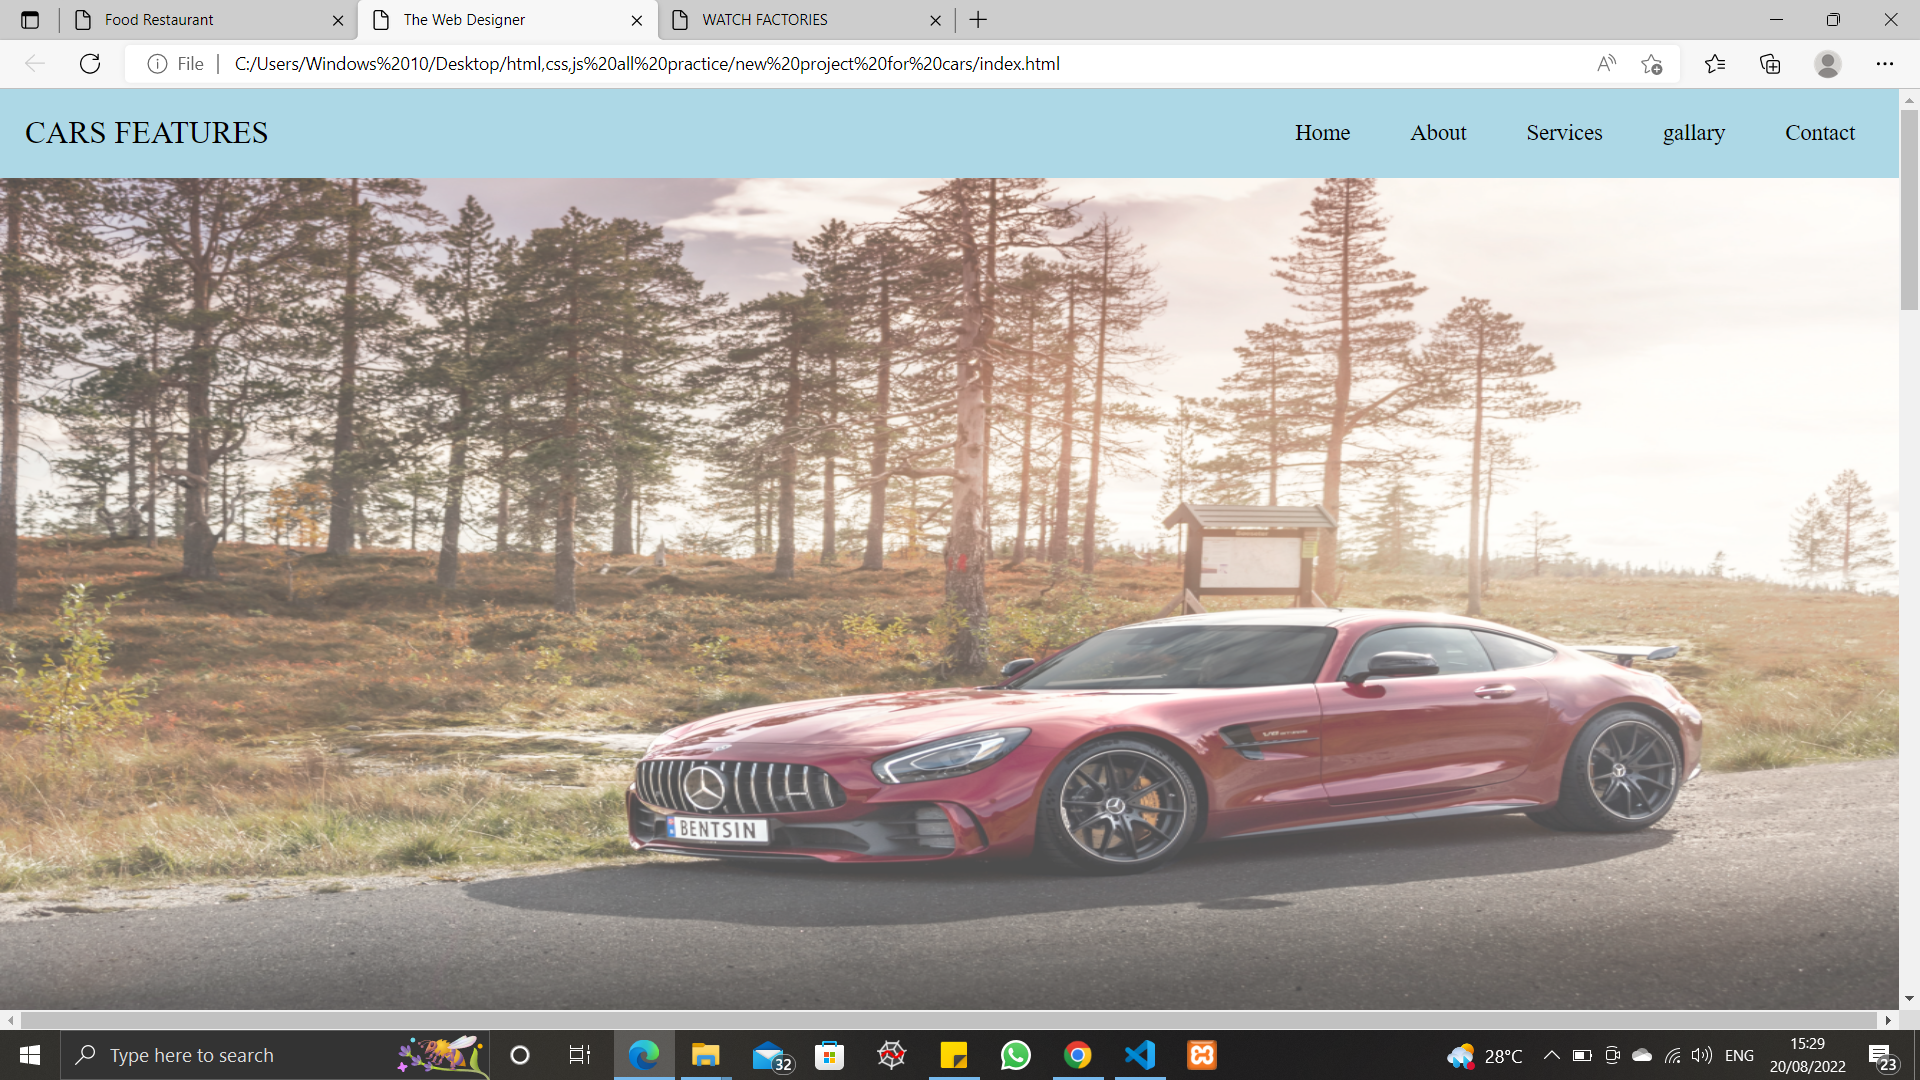 Food Restaurant
The Web Designer
WATCH FACTORIES
File
C:/Users/Windows%2010/Desktop/html,css,js%20all%20practice/new%20project%20for%20cars/index.html
CARS FEATURES
Home
About
Services
gallary
Contact
BENTSIN
Type here to search
32
28°C
ENG
15:29
20/08/2022
23